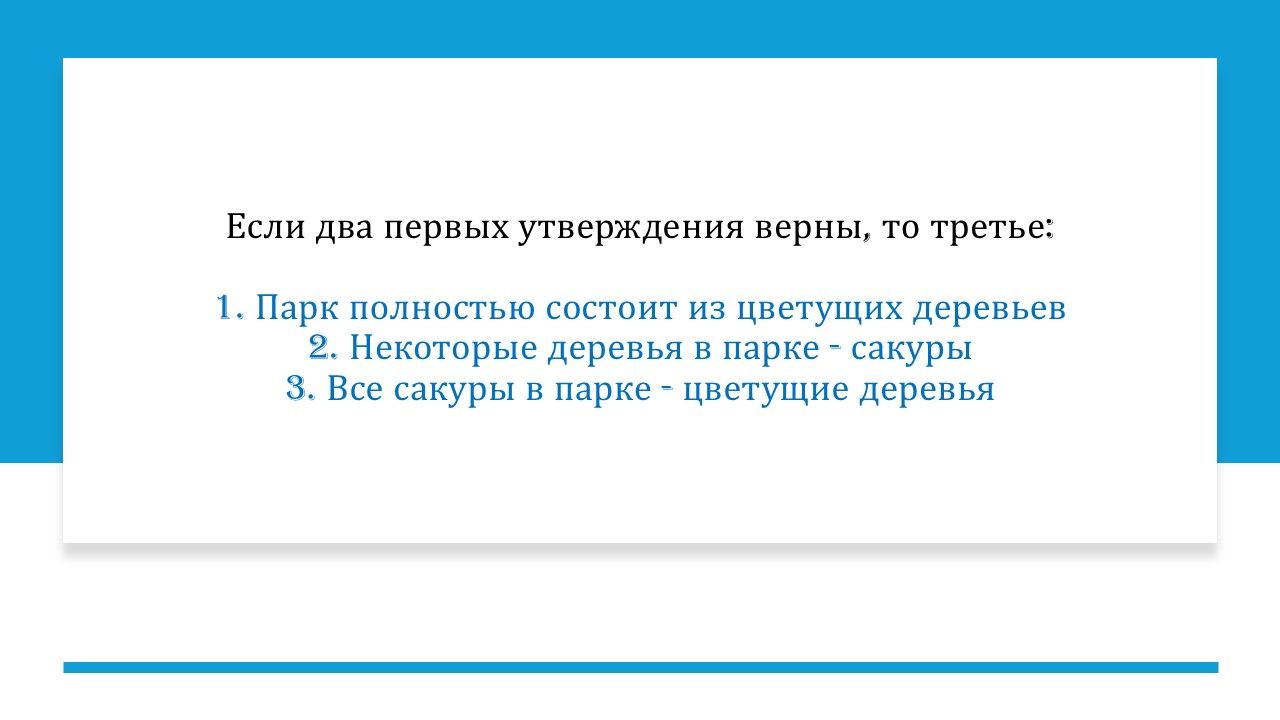 Если два первых утверждения верны, то третье:
1. Парк полностью состоит из цветущих деревьев
2. Некоторые деревья в парке - сакуры
3. Все сакуры в парке - цветущие деревья